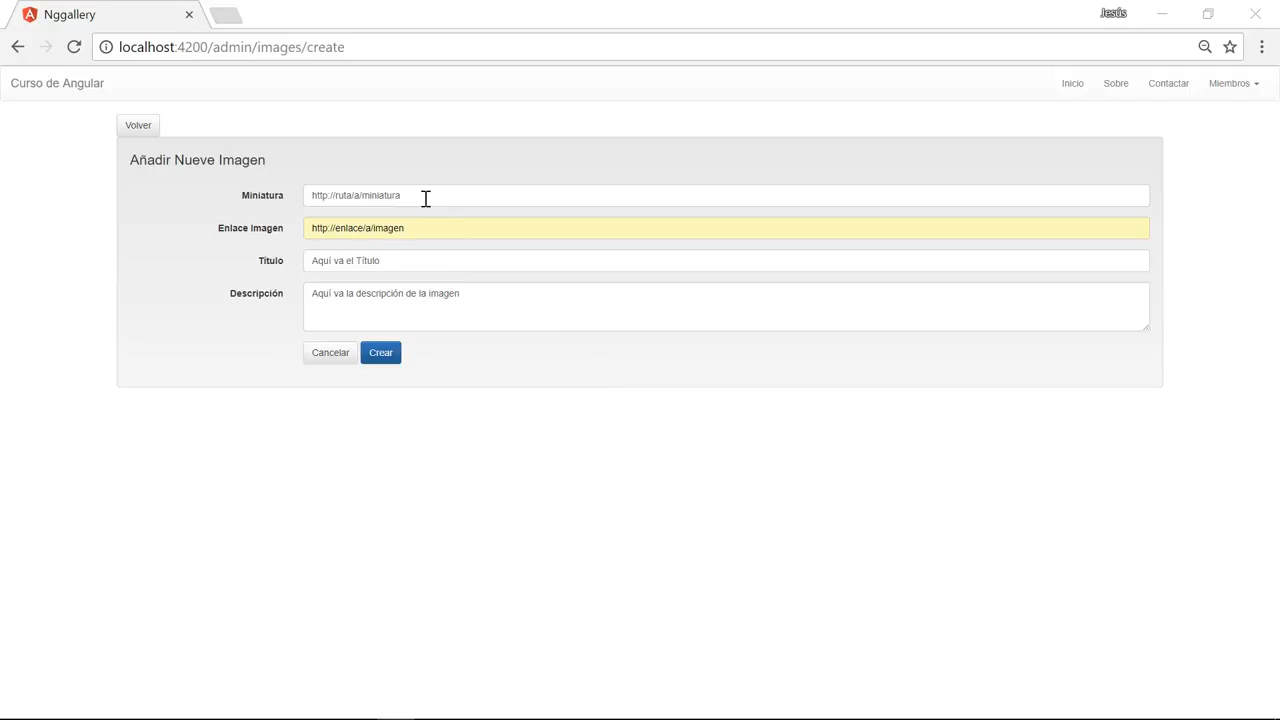 Nggallery
Jesús
localhost:4200/admin/images/create
Curso de Angular
Inicio
Sobre
Contactar
Miembros
Volver
Añadir Nueve Imagen
Miniatura
http://ruta/a/miniatura
Enlace Imagen
http://enlace/a/imagen
Título
Aquí va el Título
Descripción
Aquí va la descripción de la imagen
Cancelar
Crear